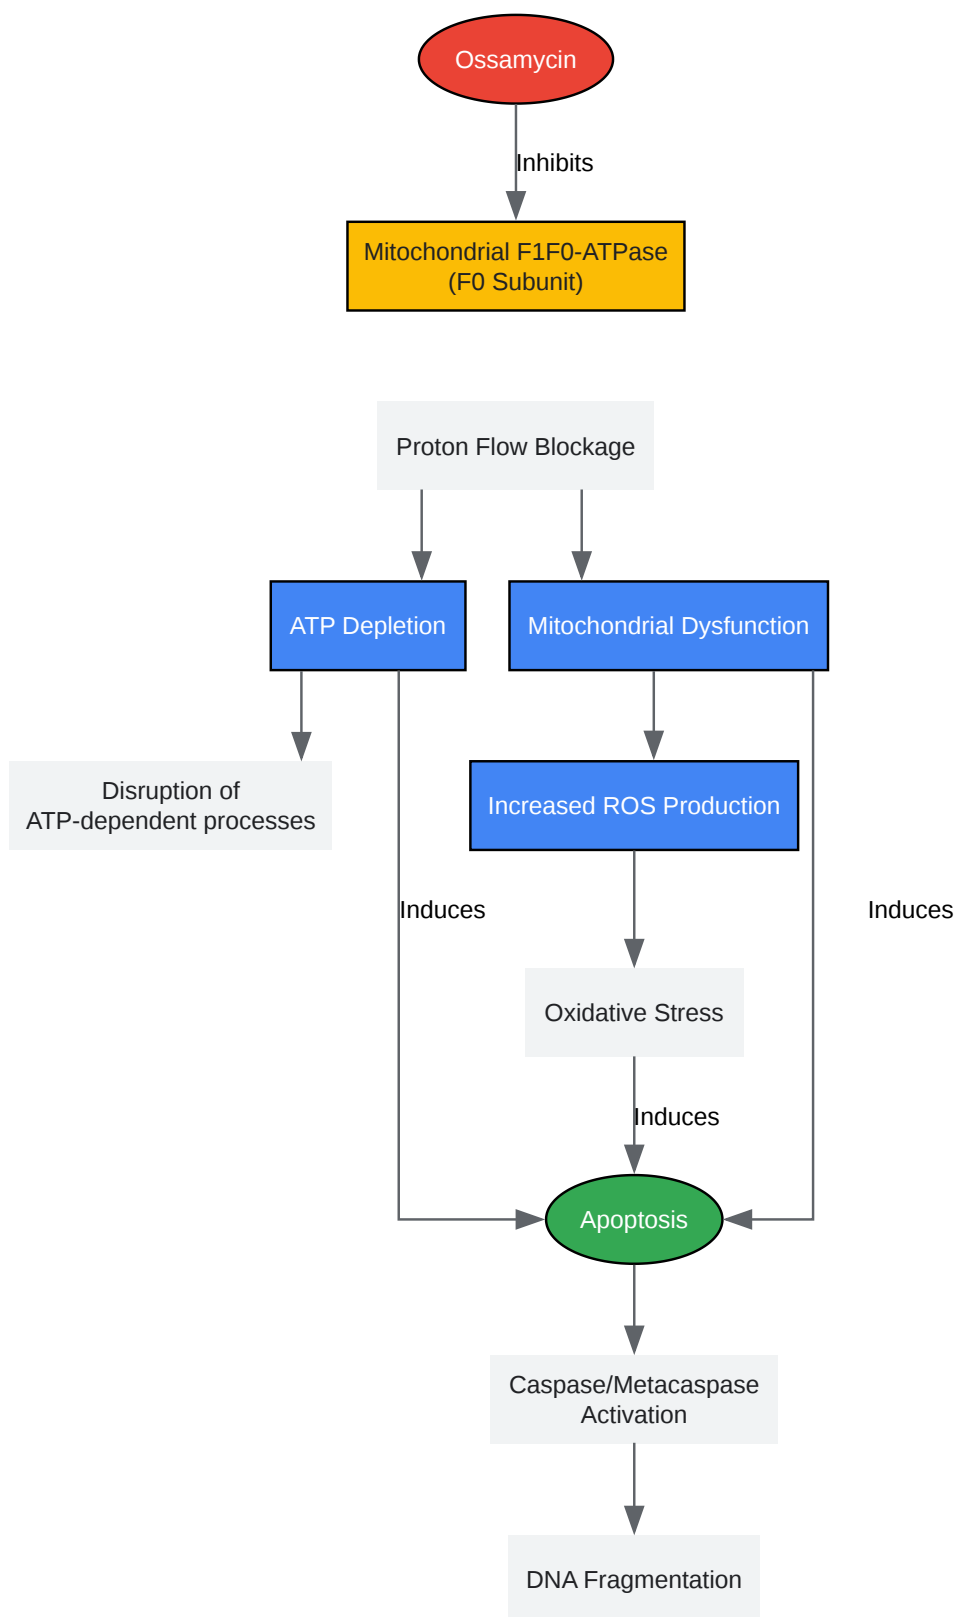 Ossamycin
Inhibits
Mitochondrial F1F0-ATPase
(F0 Subunit)
Proton Flow Blockage
ATP Depletion
Mitochondrial Dysfunction
Disruption of
ATP-dependent processes
Increased ROS Production
Induces
Induces
Oxidative Stress
Induces
Apoptosis
Caspase/Metacaspase
Activation
DNA Fragmentation